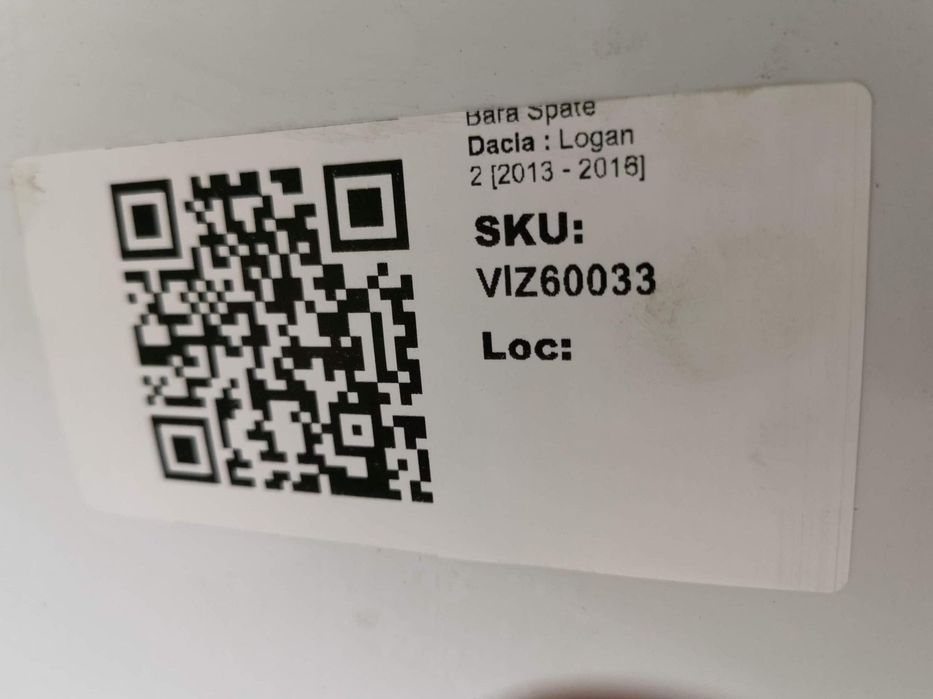 Bara Spate
Dacia : Logan
2 [2013 - 2016]
SKU:
VIZ60033
Loc: